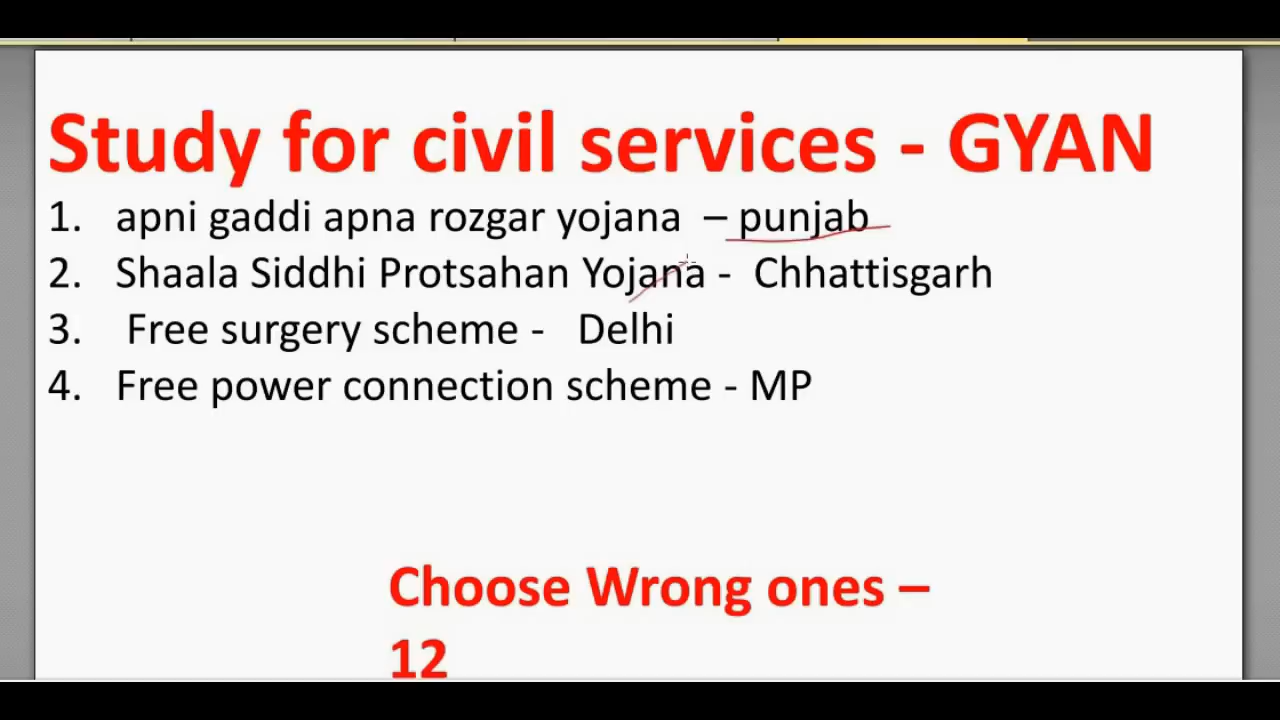 Study for civil services - GYAN
1. apni gaddi apna rozgar yojana – punjab
2. Shaala Siddhi Protsahan Yojana - Chhattisgarh
3. Free surgery scheme - Delhi
4. Free power connection scheme - MP
Choose Wrong ones –
12